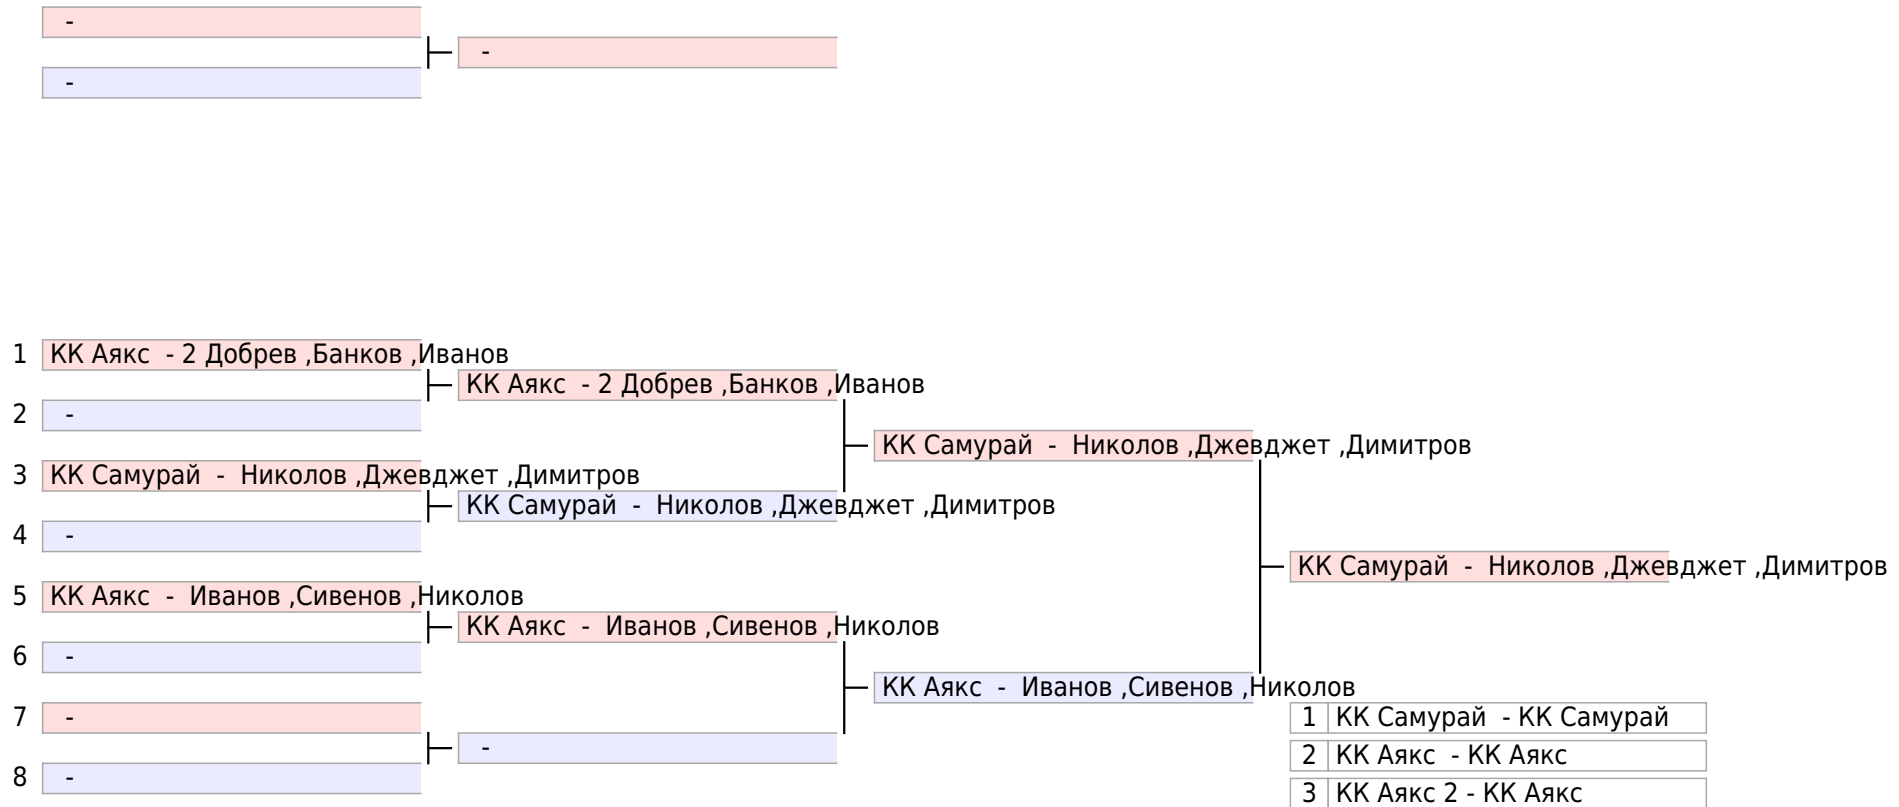 -
-
-
1 КК Аякс - 2 Добрев ,Банков ,Иванов
КК Аякс - 2 Добрев ,Банков ,Иванов
2 -
КК Самурай - Николов ,Джевджет ,Димитров
3 КК Самурай - Николов ,Джевджет ,Димитров
КК Самурай - Николов ,Джевджет ,Димитров
4 -
КК Самурай - Николов ,Джевджет ,Димитров
5 КК Аякс - Иванов ,Сивенов ,Николов
КК Аякс - Иванов ,Сивенов ,Николов
6 -
КК Аякс - Иванов ,Сивенов ,Николов
7 -
1 КК Самурай - КК Самурай
-
2 КК Аякс - КК Аякс
8 -
3 КК Аякс 2 - КК Аякс